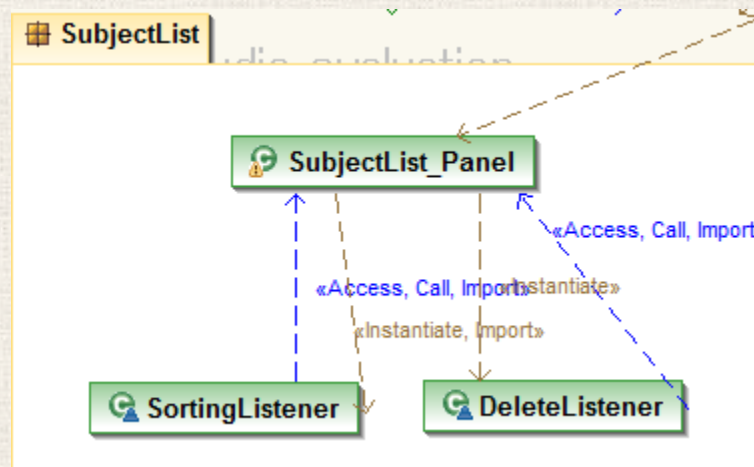 SubjectList
SubjectList_Panel
«Access, Call, Import
«Access, Call, Import»
«Instantiate»
«Instantiate, Import»
SortingListener
DeleteListener